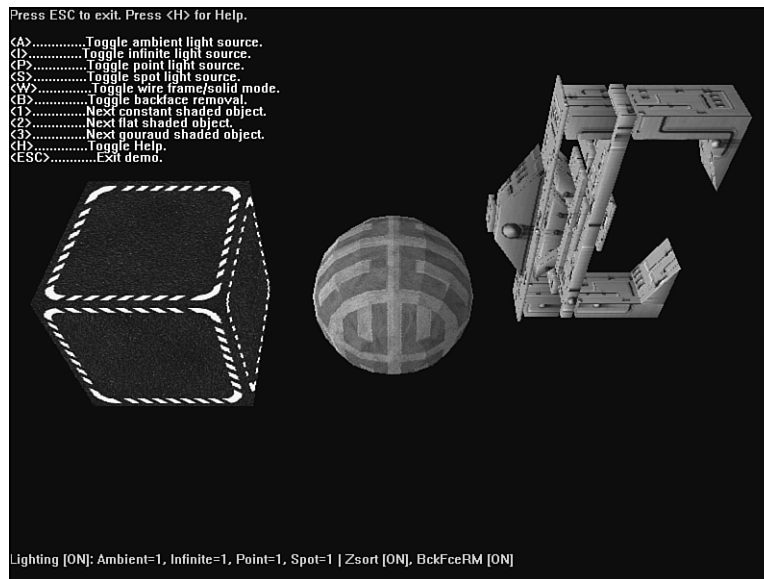 Press ESC to exit. Press <H> for Help.
<A>..............Toggle ambient light source.
<I>..............Toggle infinite light source.
<P>..............Toggle point light source.
<S>..............Toggle spot light source.
<W>..............Toggle wire frame/solid mode.
<B>..............Toggle backface removal.
<1>..............Next constant shaded object.
<2>..............Next flat shaded object.
<3>..............Next gouraud shaded object.
<H>..............Toggle Help.
<ESC>............Exit demo.
Lighting [ON]: Ambient=1, Infinite=1, Point=1, Spot=1 | Zsort [ON], BckFceRM [ON]